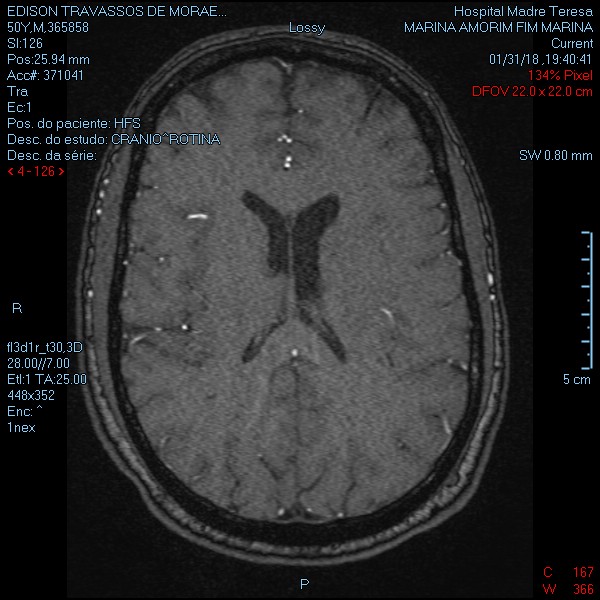 EDISON TRAVASSOS DE MORAE...
50Y,M,365858
Sl:126
Pos:25.94 mm
Acc#: 371041
Tra
Ec:1
Pos. do paciente: HFS
Desc. do estudo: CRANIO^ROTINA
Desc. da série:
< 4 - 126 >
Lossy
Hospital Madre Teresa
MARINA AMORIM FIM MARINA
Current
01/31/18 ,19:40:41
134% Pixel
DFOV 22.0 x 22.0 cm
SW 0.80 mm
R
fl3d1r_t30,3D
28.00//7.00
Etl:1 TA:25.00
448x352
Enc: ^
1nex
5 cm
P
C 167
W 366